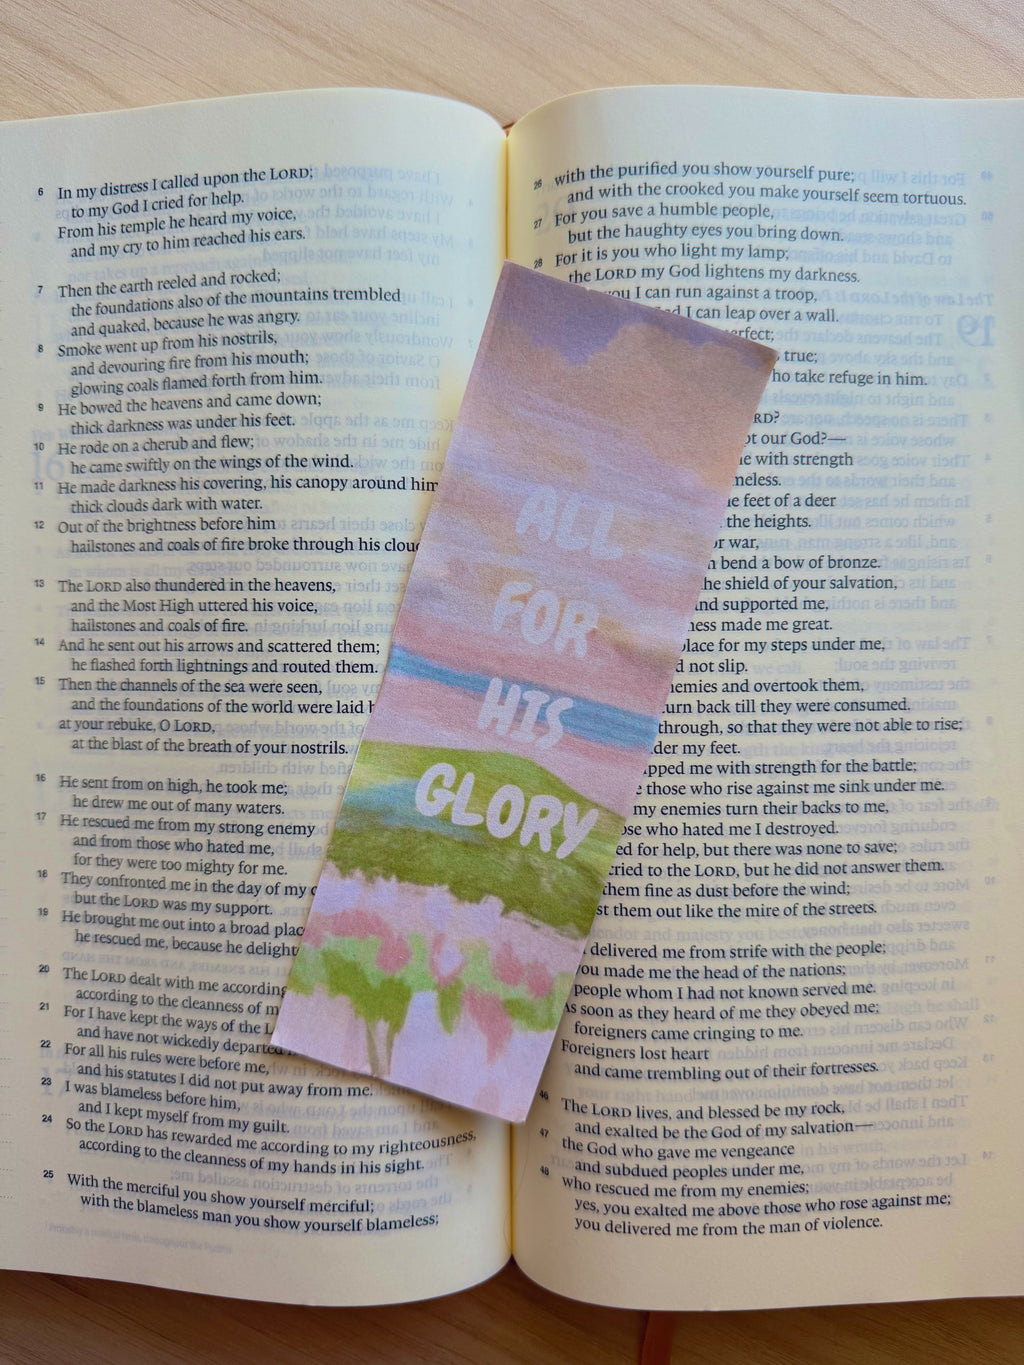 6 In my distress I called upon the LORD;
to my God I cried for help.
From his temple he heard my voice,
and my cry to him reached his ears.
7 Then the earth reeled and rocked;
the foundations also of the mountains trembled
and quaked, because he was angry.
8 Smoke went up from his nostrils,
and devouring fire from his mouth;
glowing coals flamed forth from him.
9 He bowed the heavens and came down;
thick darkness was under his feet.
10 He rode on a cherub and flew;
he came swiftly on the wings of the wind.
11 He made darkness his covering, his canopy around him
thick clouds dark with water.
12 Out of the brightness before him
hailstones and coals of fire broke through his
13 The LORD also thundered in the heavens,
and the Most High uttered his voice,
hailstones and coals of fire.
14 And he sent out his arrows and scattered them;
he flashed forth lightnings and routed them.
15 Then the channels of the sea were seen,
and the foundations of the world were laid
at your rebuke, O LORD,
at the blast of the breath of your nostrils.
16 He sent from on high, he took me;
he drew me out of many waters.
17 He rescued me from my strong enemy
and from those who hated me,
for they were too mighty for me.
18 They confronted me in the day of my
but the LORD was my support.
19 He brought me out into a broad
he rescued me, because he
20 The LORD dealt with me according
according to the cleanness of
21 For I have kept the ways of the
and have not wickedly departed
22 For all his rules were before me,
and his statutes I did not put away from me.
23 I was blameless before him,
and I kept myself from my guilt.
24 So the LORD has rewarded me according to my righteousness,
according to the cleanness of my hands in his sight.
25 With the merciful you show yourself merciful;
with the blameless man you show yourself blameless;
ALL
FOR
HIS
GLORY
26 with the purified you show yourself pure;
and with the crooked you make yourself seem tortuous.
27 For you save a humble people,
but the haughty eyes you bring down.
28 For it is you who light my lamp;
the LORD my God lightens my darkness.
I can run against a troop,
I can leap over a wall.
true;
take refuge in him.
our God?—
me with strength
feet of a deer
the heights.
war,
bend a bow of bronze.
the shield of your salvation,
and supported me,
made me great.
place for my steps under me,
not slip.
enemies and overtook them,
turn back till they were consumed.
through, so that they were not able to rise;
my feet.
me with strength for the battle;
those who rise against me sink under me.
my enemies turn their backs to me,
who hated me I destroyed.
for help, but there was none to save;
cried to the LORD, but he did not answer them.
them fine as dust before the wind;
them out like the mire of the streets.
delivered me from strife with the people;
you made me the head of the nations;
people whom I had not known served me.
As soon as they heard of me they obeyed me;
foreigners came cringing to me.
Foreigners lost heart
and came trembling out of their fortresses.
46 The LORD lives, and blessed be my rock,
and exalted be the God of my salvation—
47 the God who gave me vengeance
and subdued peoples under me,
48 who rescued me from my enemies;
yes, you exalted me above those who rose against me;
you delivered me from the man of violence.